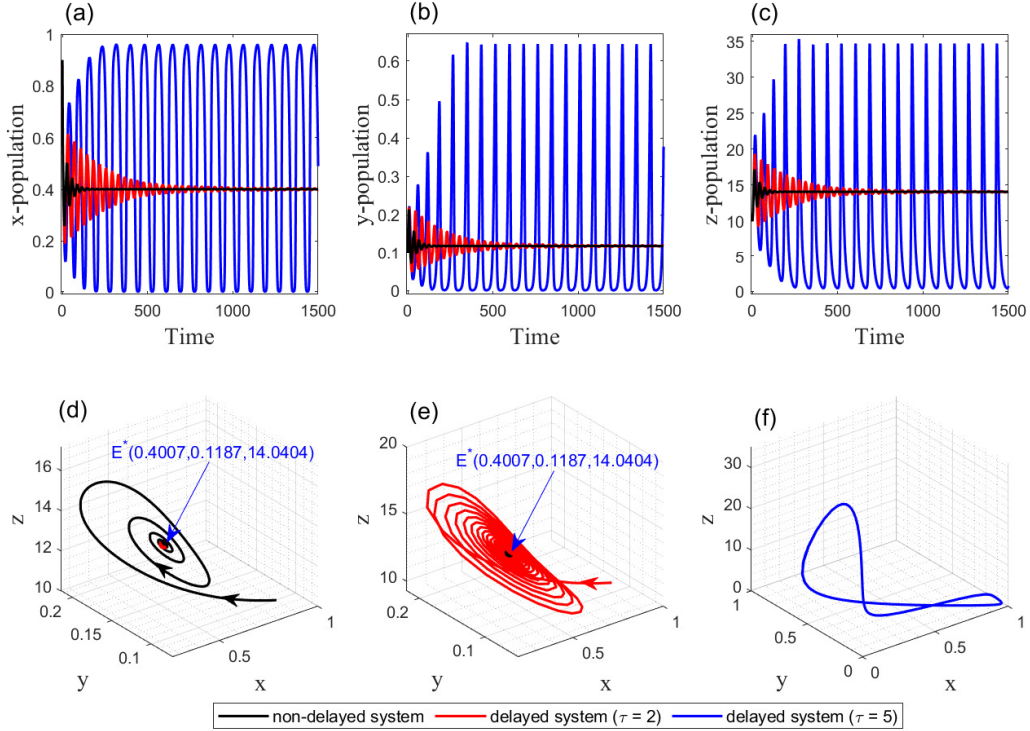 (a)
(b)
(c)
x-population
1
0.8
0.6
0.4
0.2
0
0
500
1000
1500
Time
y-population
0.6
0.5
0.4
0.3
0.2
0.1
0
0
500
1000
1500
Time
z-population
35
30
25
20
15
10
5
0
0
500
1000
1500
Time
(d)
(e)
(f)
E*(0.4007,0.1187,14.0404)
z
16
14
12
10
0.2
0.15
0.1
y
0.5
1
x
E*(0.4007,0.1187,14.0404)
z
20
15
10
0.2
0.1
y
0.5
1
x
z
30
20
10
0
1
0.5
0
y
0
0.5
1
x
non-delayed system
delayed system (τ = 2)
delayed system (τ = 5)